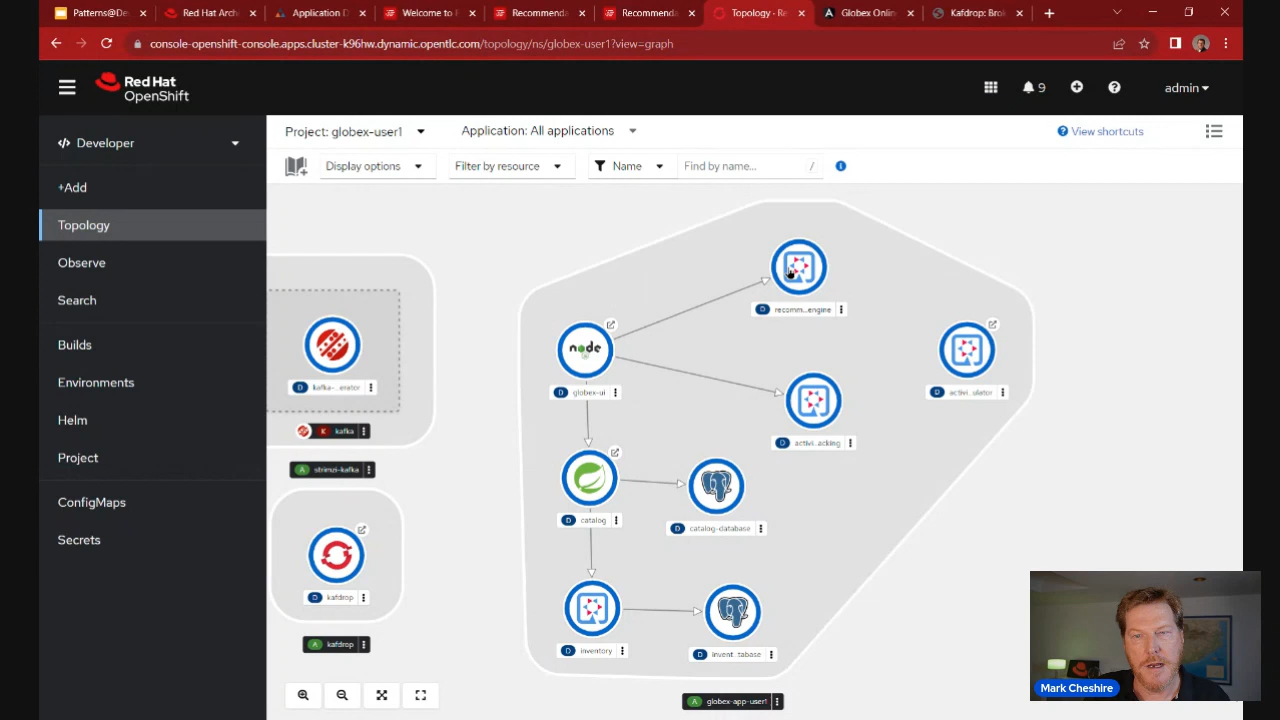 Patterns@De
Red Hat Arc
Application D
Welcome to
Recommenda
Recommenda
Topology · Re
Globex Onlin
Kafdrop: Bro
console-openshift-console.apps.cluster-k96hw.dynamic.opentlc.com/topology/ns/globex-user1?view=graph
Red Hat
OpenShift
9
admin
Developer
+Add
Topology
Observe
Search
Builds
Environments
Helm
Project
ConfigMaps
Secrets
Project: globex-user1
Application: All applications
View shortcuts
Display options
Filter by resource
Name
Find by name...
/
D recomm...engine
node
D globex-ui
D activi...ulator
D kafka-...erator
K kafka
A strimzi-kafka
D activi...acking
D catalog
D catalog-database
D kafdrop
A kafdrop
D inventory
D invent...tabase
A globex-app-user1
Mark Cheshire